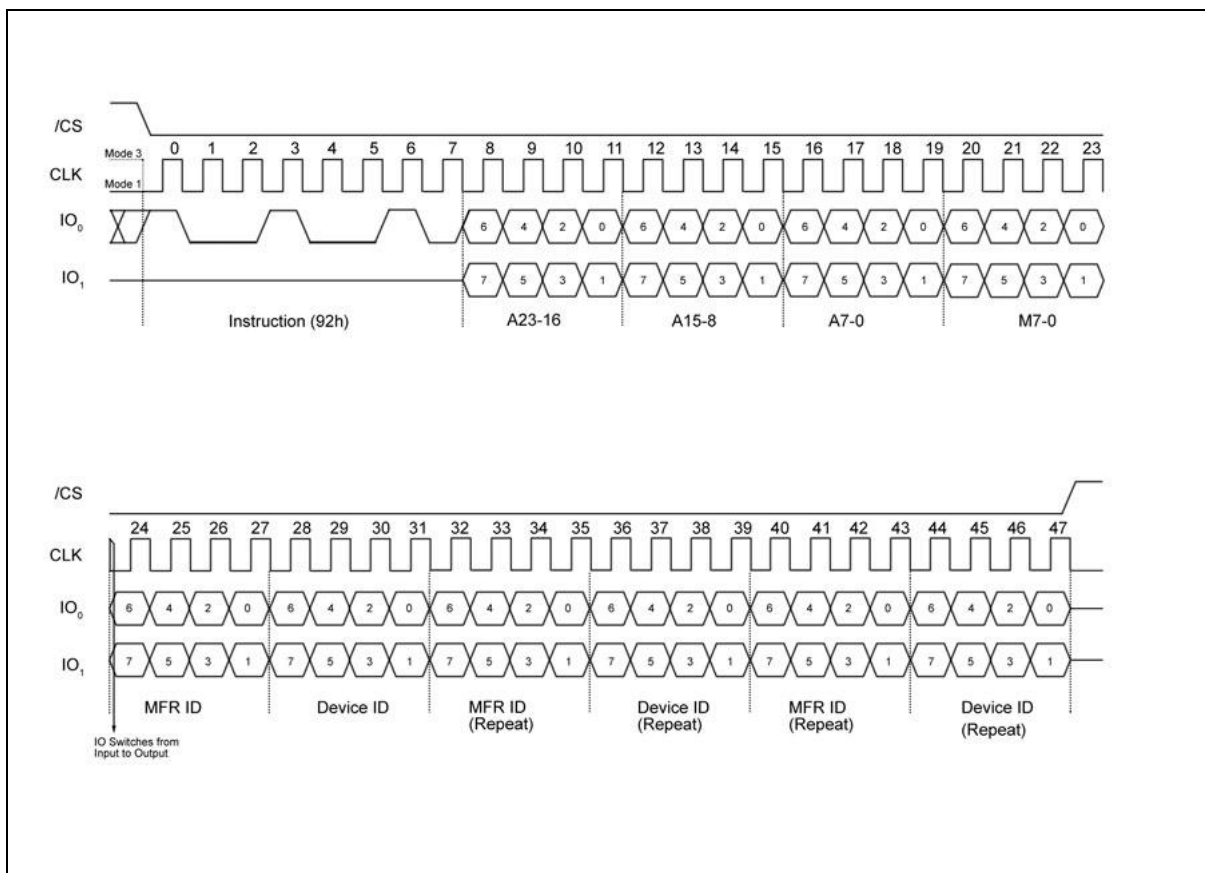 /CS
Mode 3
0 1 2 3 4 5 6 7 8 9 10 11 12 13 14 15 16 17 18 19 20 21 22 23
CLK
Mode 1
IO0
6 4 2 0 6 4 2 0 6 4 2 0 6 4 2 0
IO1
7 5 3 1 7 5 3 1 7 5 3 1 7 5 3 1
Instruction (92h) A23-16 A15-8 A7-0 M7-0
/CS
24 25 26 27 28 29 30 31 32 33 34 35 36 37 38 39 40 41 42 43 44 45 46 47
CLK
IO0
6 4 2 0 6 4 2 0 6 4 2 0 6 4 2 0 6 4 2 0 6 4 2 0
IO1
7 5 3 1 7 5 3 1 7 5 3 1 7 5 3 1 7 5 3 1 7 5 3 1
MFR ID
Device ID
MFR ID
(Repeat)
Device ID
(Repeat)
MFR ID
(Repeat)
Device ID
(Repeat)
IO Switches from
Input to Output